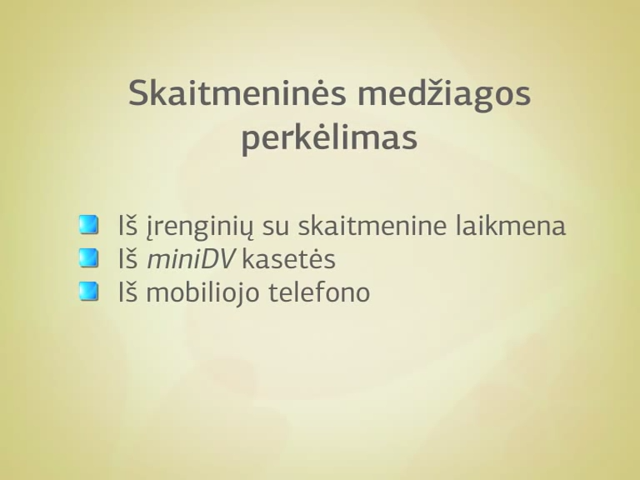 Skaitmeninės medžiagos
perkėlimas
Iš įrenginių su skaitmenine laikmena
Iš miniDV kasetės
Iš mobiliojo telefono